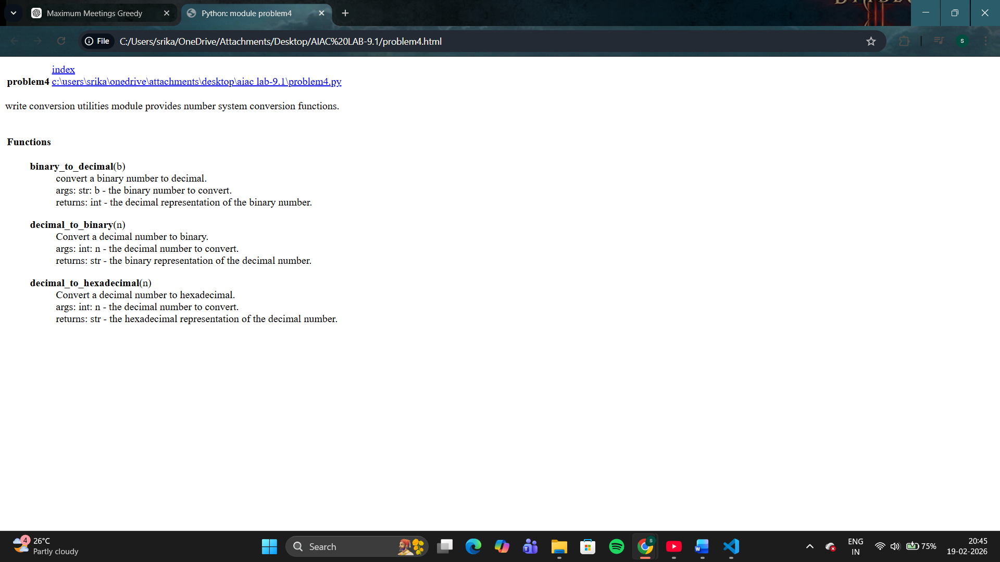 Maximum Meetings Greedy
Python: module problem4
File
C:/Users/srika/OneDrive/Attachments/Desktop/AIAC%20LAB-9.1/problem4.html
s
index
problem4 c:\users\srika\onedrive\attachments\desktop\aiac lab-9.1\problem4.py
write conversion utilities module provides number system conversion functions.
Functions
binary_to_decimal(b)
convert a binary number to decimal.
args: str: b - the binary number to convert.
returns: int - the decimal representation of the binary number.
decimal_to_binary(n)
Convert a decimal number to binary.
args: int: n - the decimal number to convert.
returns: str - the binary representation of the decimal number.
decimal_to_hexadecimal(n)
Convert a decimal number to hexadecimal.
args: int: n - the decimal number to convert.
returns: str - the hexadecimal representation of the decimal number.
4
26°C
Partly cloudy
Search
ENG
IN
75%
20:45
19-02-2026